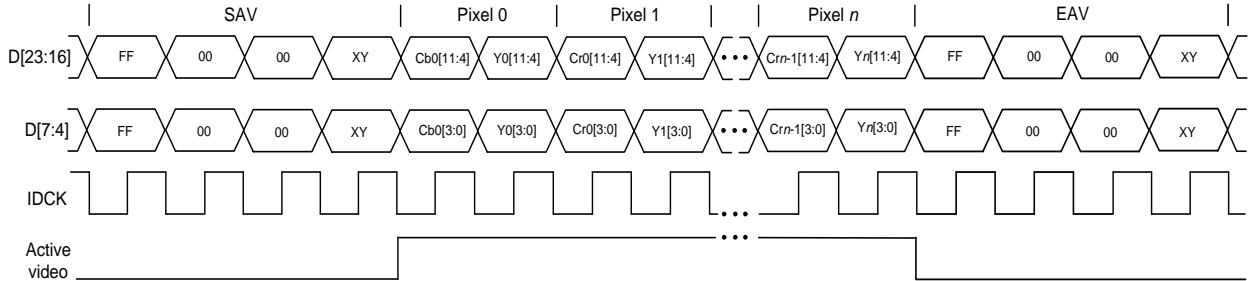 SAV Pixel 0 Pixel 1 Pixel n EAV
D[23:16] FF 00 00 XY Cb0[11:4] Y0[11:4] Cr0[11:4] Y1[11:4] ••• Crn-1[11:4] Yn[11:4] FF 00 00 XY
D[7:4] FF 00 00 XY Cb0[3:0] Y0[3:0] Cr0[3:0] Y1[3:0] ••• Crn-1[3:0] Yn[3:0] FF 00 00 XY
IDCK •••
Active •••
video